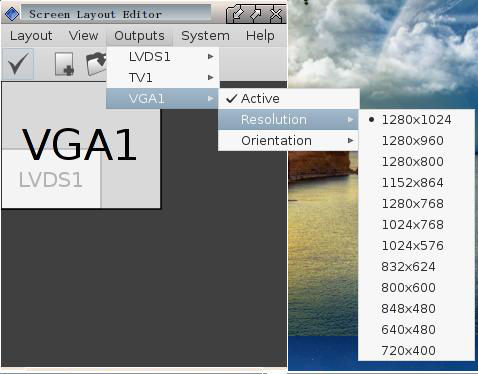 Screen Layout Editor
Layout View Outputs System Help
LVDS1
TV1
VGA1
Active
Resolution
Orientation
1280x1024
1280x960
1280x800
1152x864
1280x768
1024x768
1024x576
832x624
800x600
848x480
640x480
720x400
VGA1
LVDS1